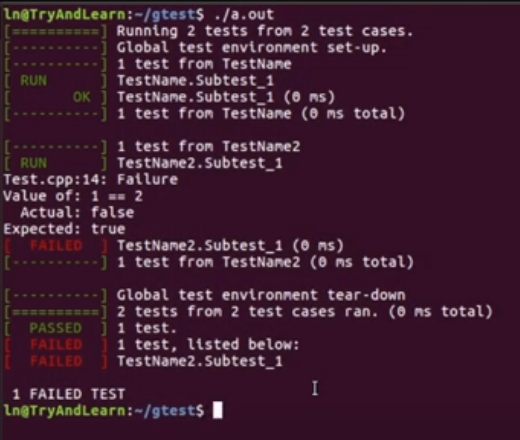 ln@TryAndLearn:~/gtest$ ./a.out
[==========] Running 2 tests from 2 test cases.
[----------] Global test environment set-up.
[----------] 1 test from TestName
[ RUN      ] TestName.Subtest_1
[       OK ] TestName.Subtest_1 (0 ms)
[----------] 1 test from TestName (0 ms total)
[----------] 1 test from TestName2
[ RUN      ] TestName2.Subtest_1
Test.cpp:14: Failure
Value of: 1 == 2
  Actual: false
Expected: true
[  FAILED  ] TestName2.Subtest_1 (0 ms)
[----------] 1 test from TestName2 (0 ms total)
[----------] Global test environment tear-down
[==========] 2 tests from 2 test cases ran. (0 ms total)
[  PASSED  ] 1 test.
[  FAILED  ] 1 test, listed below:
[  FAILED  ] TestName2.Subtest_1
 1 FAILED TEST
ln@TryAndLearn:~/gtest$